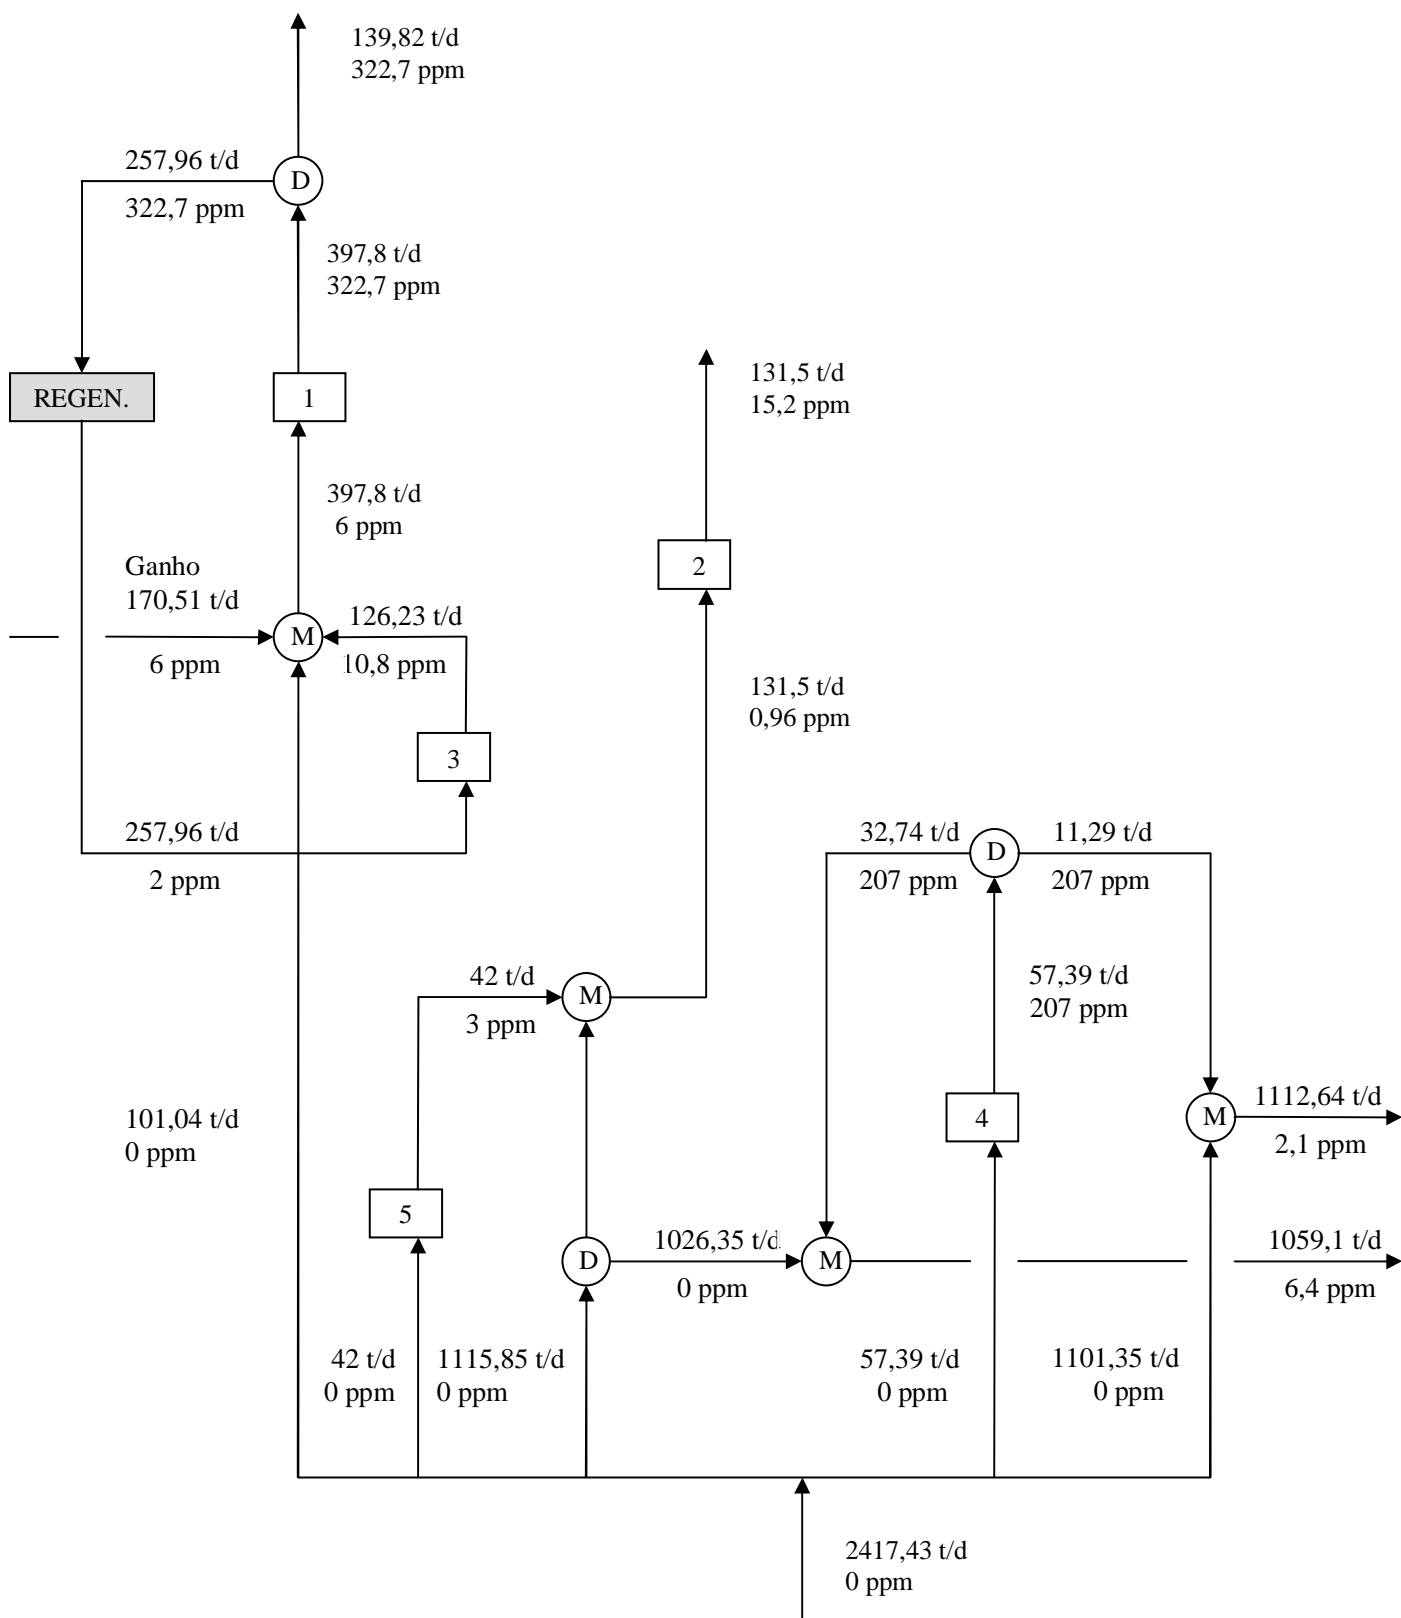 139,82 t/d
322,7 ppm
257,96 t/d
D
322,7 ppm
397,8 t/d
322,7 ppm
REGEN.
1
131,5 t/d
15,2 ppm
397,8 t/d
6 ppm
2
Ganho
170,51 t/d
M
126,23 t/d
6 ppm
10,8 ppm
131,5 t/d
0,96 ppm
3
257,96 t/d
2 ppm
32,74 t/d
D
11,29 t/d
207 ppm
207 ppm
42 t/d
M
3 ppm
57,39 t/d
207 ppm
101,04 t/d
0 ppm
4
1112,64 t/d
M
2,1 ppm
5
1026,35 t/d
D
0 ppm
M
1059,1 t/d
6,4 ppm
42 t/d
0 ppm
1115,85 t/d
0 ppm
57,39 t/d
0 ppm
1101,35 t/d
0 ppm
2417,43 t/d
0 ppm